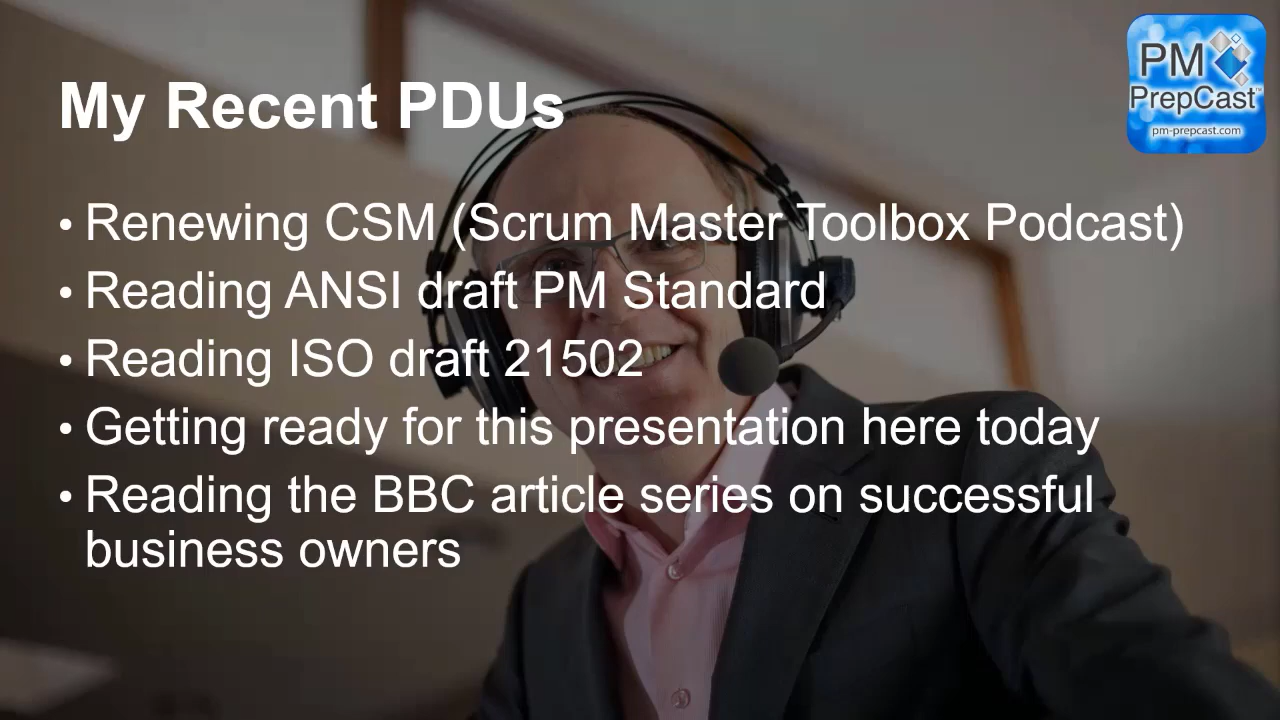 My Recent PDUs
• Renewing CSM (Scrum Master Toolbox Podcast)
• Reading ANSI draft PM Standard
• Reading ISO draft 21502
• Getting ready for this presentation here today
• Reading the BBC article series on successful
business owners
PM
PrepCast™
pm-prepcast.com